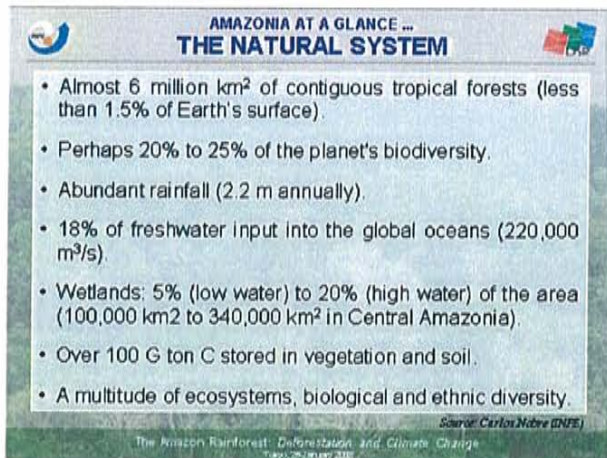 AMAZONIA AT A GLANCE ...
THE NATURAL SYSTEM
• Almost 6 million km² of contiguous tropical forests (less
than 1.5% of Earth's surface).
• Perhaps 20% to 25% of the planet's biodiversity.
• Abundant rainfall (2.2 m annually).
• 18% of freshwater input into the global oceans (220,000
m³/s).
• Wetlands: 5% (low water) to 20% (high water) of the area
(100,000 km2 to 340,000 km² in Central Amazonia).
• Over 100 G ton C stored in vegetation and soil.
• A multitude of ecosystems, biological and ethnic diversity.
Source: Carlos Nobre (INPE)
The Amazon Rainforest: Deforestation and Climate Change